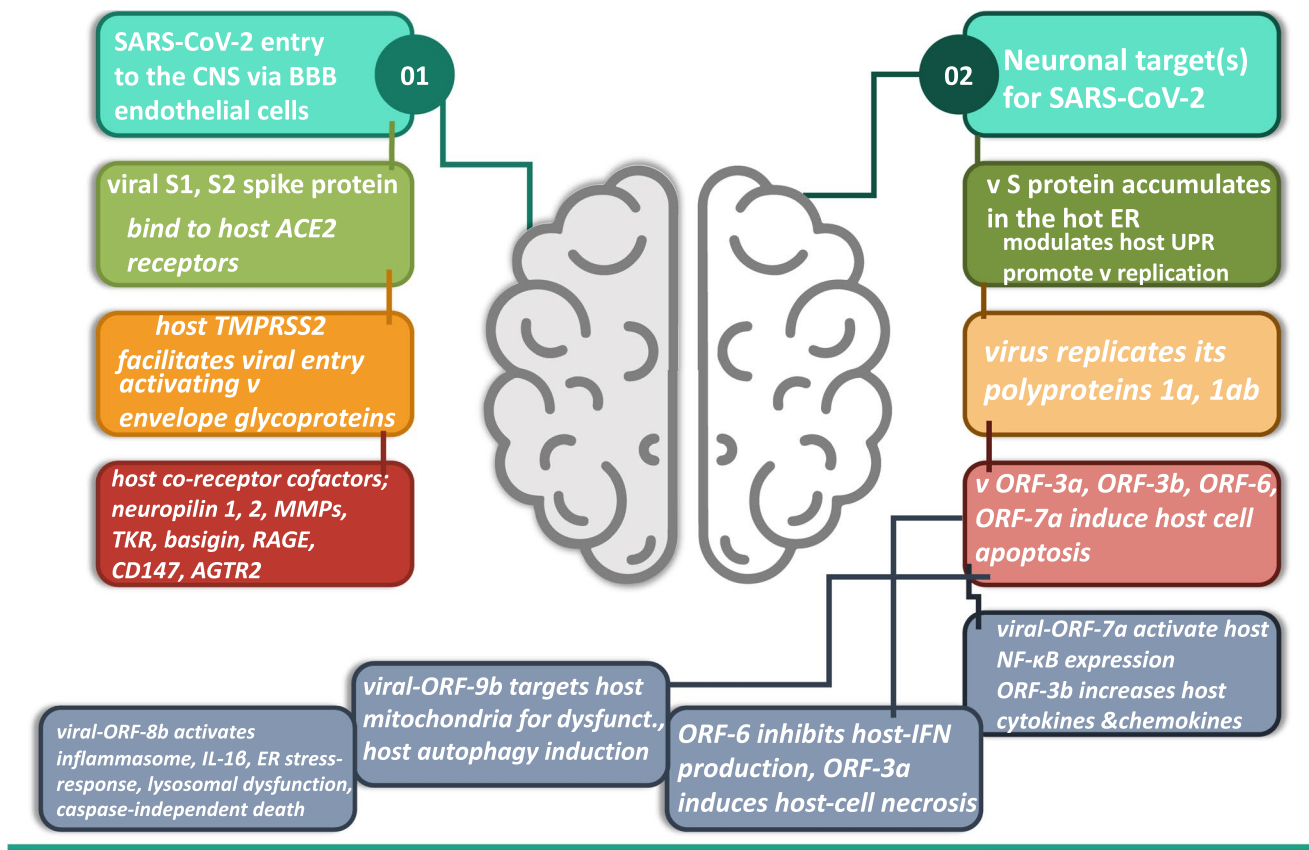 SARS-CoV-2 entry
to the CNS via BBB
endothelial cells
01
viral S1, S2 spike protein
bind to host ACE2
receptors
host TMPRSS2
facilitates viral entry
activating v
envelope glycoproteins
host co-receptor cofactors;
neuropilin 1, 2, MMPs,
TKR, basigin, RAGE,
CD147, AGTR2
02
Neuronal target(s)
for SARS-CoV-2
v S protein accumulates
in the hot ER
modulates host UPR
promote v replication
virus replicates its
polyproteins 1a, 1ab
v ORF-3a, ORF-3b, ORF-6,
ORF-7a induce host cell
apoptosis
viral-ORF-7a activate host
NF-κB expression
ORF-3b increases host
cytokines &chemokines
ORF-6 inhibits host-IFN
production, ORF-3a
induces host-cell necrosis
viral-ORF-9b targets host
mitochondria for dysfunct.,
host autophagy induction
viral-ORF-8b activates
inflammasome, IL-1ß, ER stress-
response, lysosomal dysfunction,
caspase-independent death